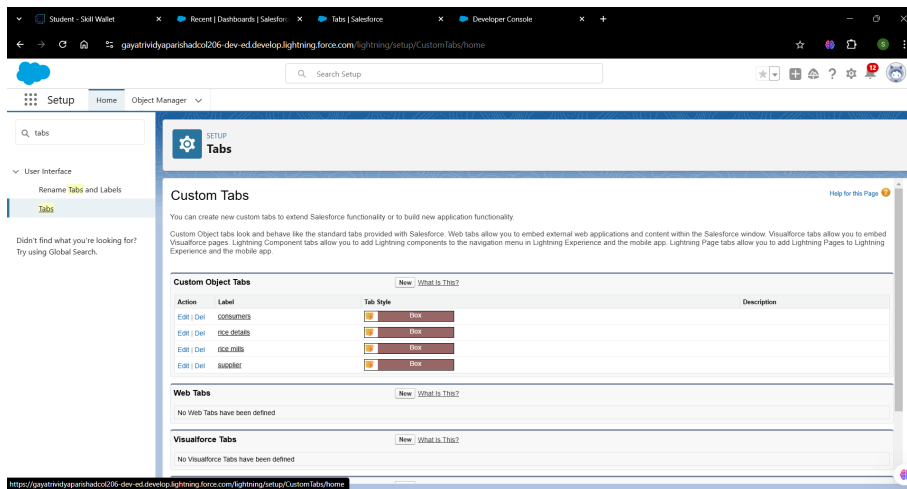 Student - Skill Wallet
Recent | Dashboards | Salesforc
Tabs | Salesforce
Developer Console
gayatrividyaparishadcol206-dev-ed.develop.lightning.force.com/lightning/setup/CustomTabs/home
S
Search Setup
12
Setup
Home
Object Manager
tabs
SETUP
Tabs
User Interface
Rename Tabs and Labels
Tabs
Didn't find what you're looking for?
Try using Global Search.
Custom Tabs
Help for this Page
You can create new custom tabs to extend Salesforce functionality or to build new application functionality.
Custom Object tabs look and behave like the standard tabs provided with Salesforce. Web tabs allow you to embed external web applications and content within the Salesforce window. Visualforce tabs allow you to embed
Visualforce pages. Lightning Component tabs allow you to add Lightning components to the navigation menu in Lightning Experience and the mobile app. Lightning Page tabs allow you to add Lightning Pages to Lightning
Experience and the mobile app.
Custom Object Tabs New What Is This?
Action Label Tab Style Description
Edit | Del consumers Box
Edit | Del rice details Box
Edit | Del rice mills Box
Edit | Del supplier Box
Web Tabs New What Is This?
No Web Tabs have been defined
Visualforce Tabs New What Is This?
No Visualforce Tabs have been defined
https://gayatrividyaparishadcol206-dev-ed.develop.lightning.force.com/lightning/setup/CustomTabs/home